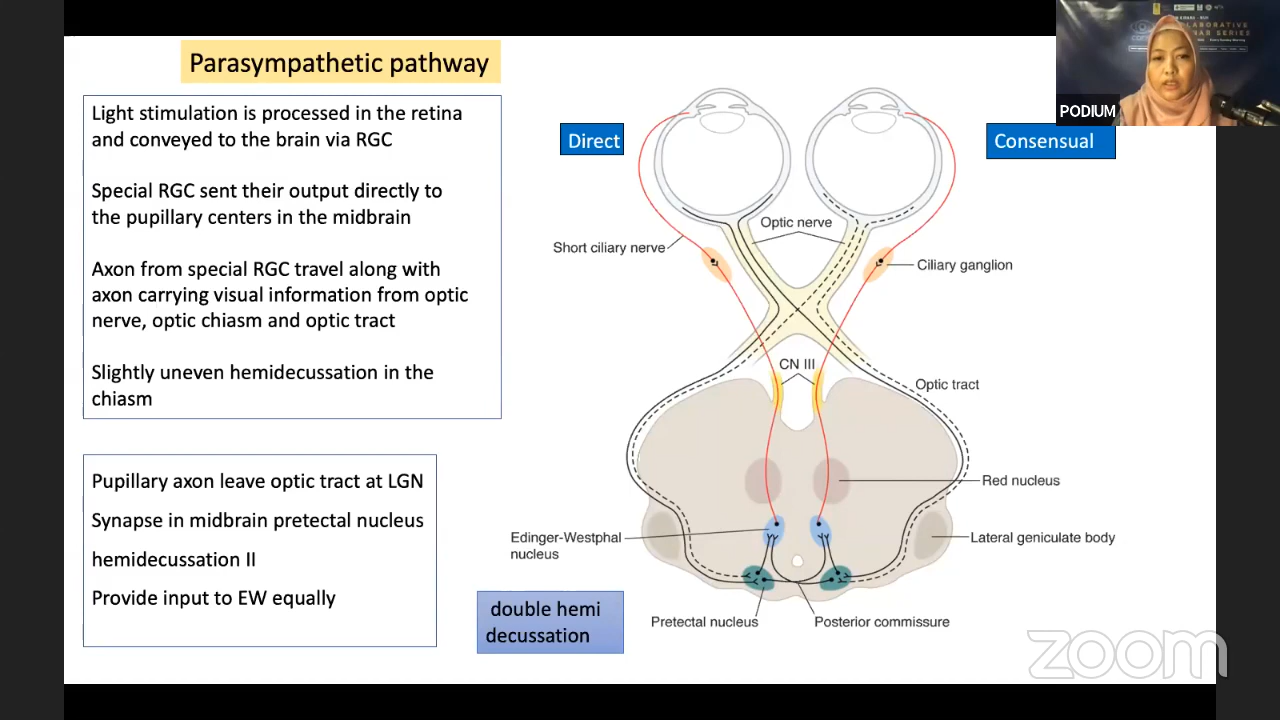 Parasympathetic pathway
Light stimulation is processed in the retina
and conveyed to the brain via RGC
Special RGC sent their output directly to
the pupillary centers in the midbrain
Axon from special RGC travel along with
axon carrying visual information from optic
nerve, optic chiasm and optic tract
Slightly uneven hemidecussation in the
chiasm
Pupillary axon leave optic tract at LGN
Synapse in midbrain pretectal nucleus
hemidecussation II
Provide input to EW equally
double hemi
decussation
Direct
Consensual
Optic nerve
Short ciliary nerve
Ciliary ganglion
CN III
Optic tract
Red nucleus
Edinger-Westphal
nucleus
Lateral geniculate body
Pretectal nucleus
Posterior commissure
PODIUM
zoom